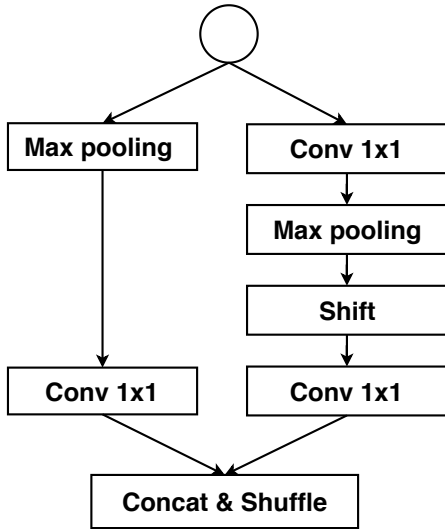 Max pooling
Conv 1x1
Max pooling
Shift
Conv 1x1
Conv 1x1
Concat & Shuffle